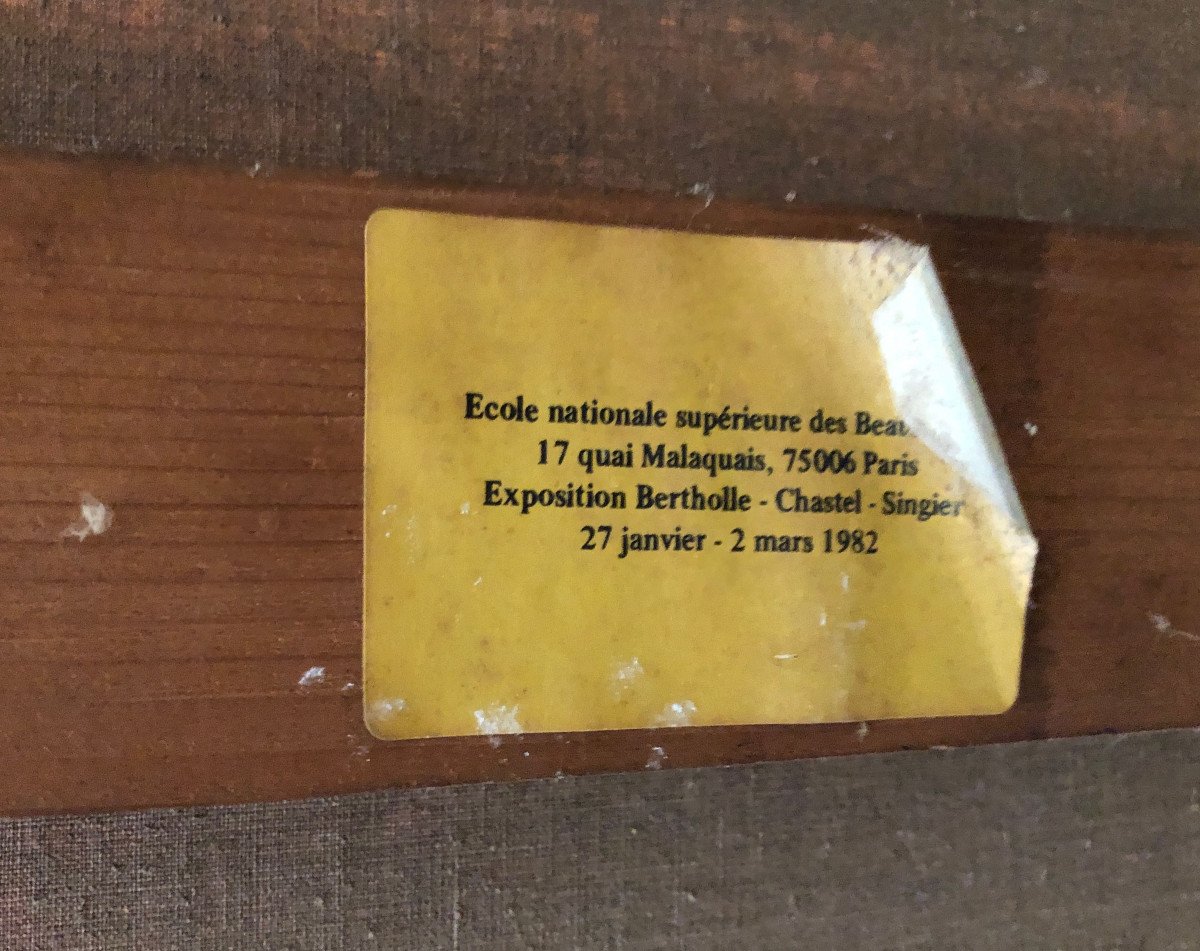 Ecole nationale supérieure des Beau
17 quai Malaquais, 75006 Paris
Exposition Bertholle - Chastel - Singier
27 janvier - 2 mars 1982